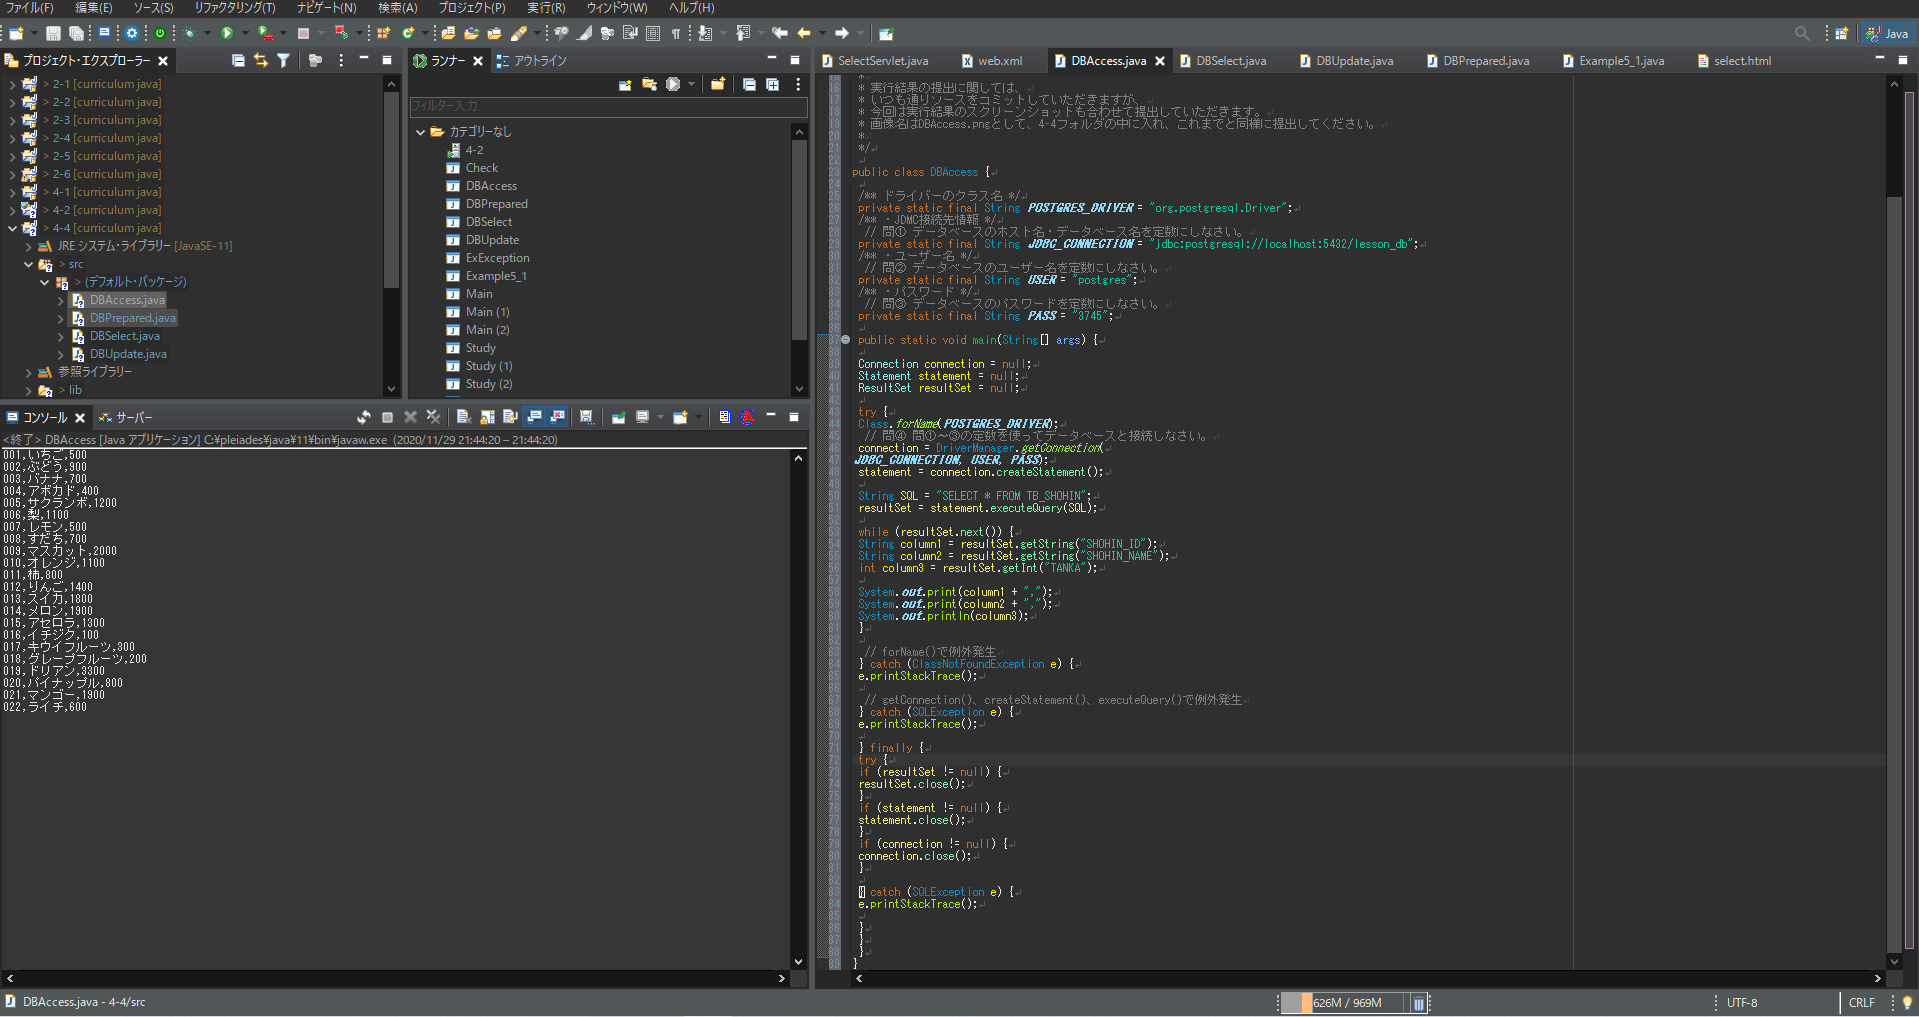 ファイル(F) 編集(E) ソース(S) リファクタリング(T) ナビゲート(N) 検索(A) プロジェクト(P) 実行(R) ウィンドウ(W) ヘルプ(H)
Java
プロジェクト・エクスプローラー
> 2-1 [curriculum java]
> 2-2 [curriculum java]
> 2-3 [curriculum java]
> 2-4 [curriculum java]
> 2-5 [curriculum java]
> 2-6 [curriculum java]
> 4-1 [curriculum java]
> 4-2 [curriculum java]
> 4-4 [curriculum java]
JRE システム・ライブラリー [JavaSE-11]
> src
> (デフォルト・パッケージ)
DBAccess.java
DBPrepared.java
DBSelect.java
DBUpdate.java
参照ライブラリー
> lib
ランナー アウトライン
フィルター入力
カテゴリーなし
4-2
Check
DBAccess
DBPrepared
DBSelect
DBUpdate
ExException
Example5_1
Main
Main (1)
Main (2)
Study
Study (1)
Study (2)
コンソール サーバー
<終了> DBAccess [Java アプリケーション] C:¥pleiades¥java¥11¥bin¥javaw.exe (2020/11/29 21:44:20 – 21:44:20)
001,いちご,500
002,ぶどう,900
003,バナナ,700
004,アボカド,400
005,サクランボ,1200
006,梨,1100
007,レモン,500
008,すだち,700
009,マスカット,2000
010,オレンジ,1100
011,柿,800
012,りんご,1400
013,スイカ,1800
014,メロン,1900
015,アセロラ,1300
016,イチジク,100
017,キウイフルーツ,300
018,グレープフルーツ,200
019,ドリアン,3300
020,パイナップル,800
021,マンゴー,1900
022,ライチ,600
SelectServlet.java web.xml DBAccess.java DBSelect.java DBUpdate.java DBPrepared.java Example5_1.java select.html
16 * 実行結果の提出に関しては、
17 * いつも通りソースをコミットしていただきますが、
18 * 今回は実行結果のスクリーンショットも合わせて提出していただきます。
19 * 画像名はDBAccess.pngとして、4-4フォルダの中に入れ、これまでと同様に提出してください。
20 *
21 */
22
23 public class DBAccess {
24
25 /** ドライバーのクラス名 */
26 private static final String POSTGRES_DRIVER = "org.postgresql.Driver";
27 /** ・JDMC接続先情報 */
28 // 問① データベースのホスト名・データベース名を定数にしなさい。
29 private static final String JDBC_CONNECTION = "jdbc:postgresql://localhost:5432/lesson_db";
30 /** ・ユーザー名 */
31 // 問② データベースのユーザー名を定数にしなさい。
32 private static final String USER = "postgres";
33 /** ・パスワード */
34 // 問③ データベースのパスワードを定数にしなさい。
35 private static final String PASS = "3745";
36
37 public static void main(String[] args) {
38
39 Connection connection = null;
40 Statement statement = null;
41 ResultSet resultSet = null;
42
43 try {
44 Class.forName(POSTGRES_DRIVER);
45 // 問④ 問①～③の定数を使ってデータベースと接続しなさい。
46 connection = DriverManager.getConnection(
47 JDBC_CONNECTION, USER, PASS);
48 statement = connection.createStatement();
49
50 String SQL = "SELECT * FROM TB_SHOHIN";
51 resultSet = statement.executeQuery(SQL);
52
53 while (resultSet.next()) {
54 String column1 = resultSet.getString("SHOHIN_ID");
55 String column2 = resultSet.getString("SHOHIN_NAME");
56 int column3 = resultSet.getInt("TANKA");
57
58 System.out.print(column1 + ",");
59 System.out.print(column2 + ",");
60 System.out.println(column3);
61 }
62
63 // forName()で例外発生
64 } catch (ClassNotFoundException e) {
65 e.printStackTrace();
66
67 // getConnection()、createStatement()、executeQuery()で例外発生
68 } catch (SQLException e) {
69 e.printStackTrace();
70
71 } finally {
72 try {
73 if (resultSet != null) {
74 resultSet.close();
75 }
76 if (statement != null) {
77 statement.close();
78 }
79 if (connection != null) {
80 connection.close();
81 }
82
83 } catch (SQLException e) {
84 e.printStackTrace();
85
86 }
87 }
88 }
89 }
DBAccess.java - 4-4/src
626M / 969M
UTF-8
CRLF